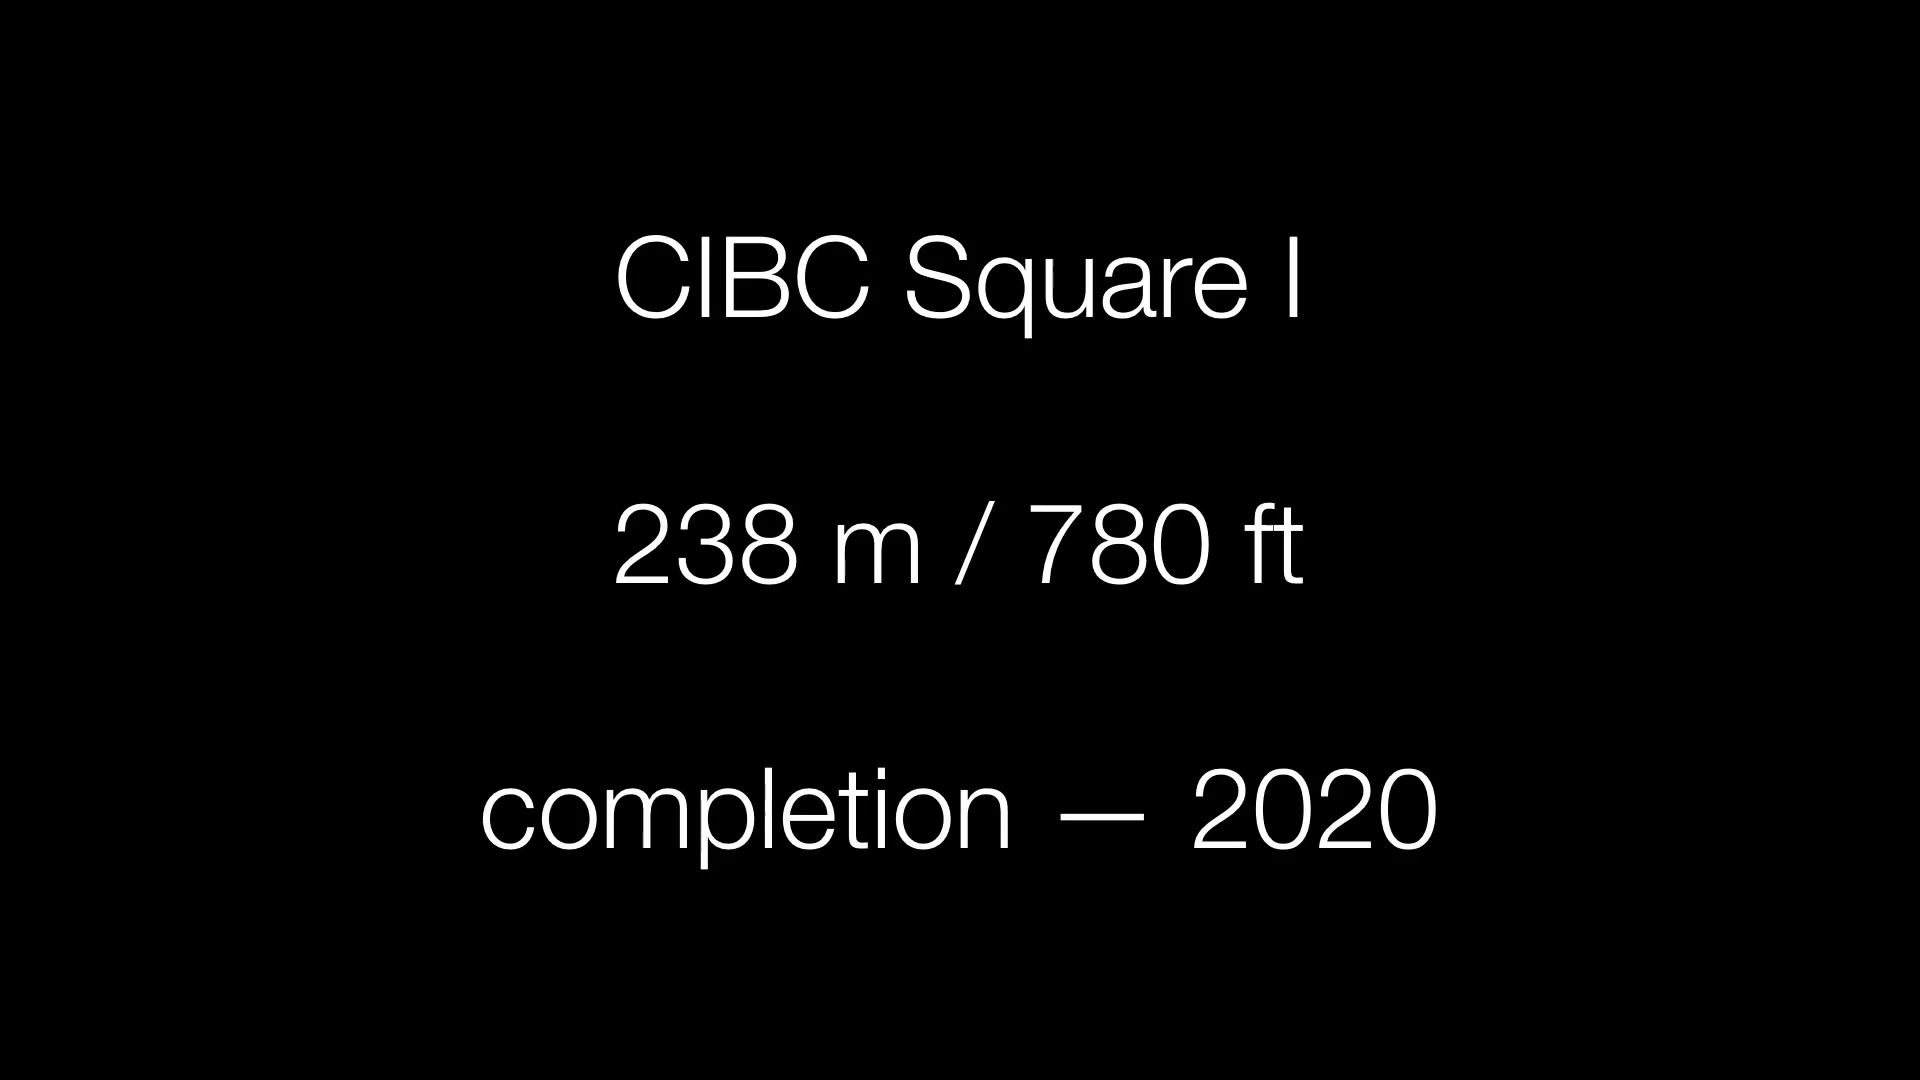 CIBC Square I
238 m / 780 ft
completion — 2020